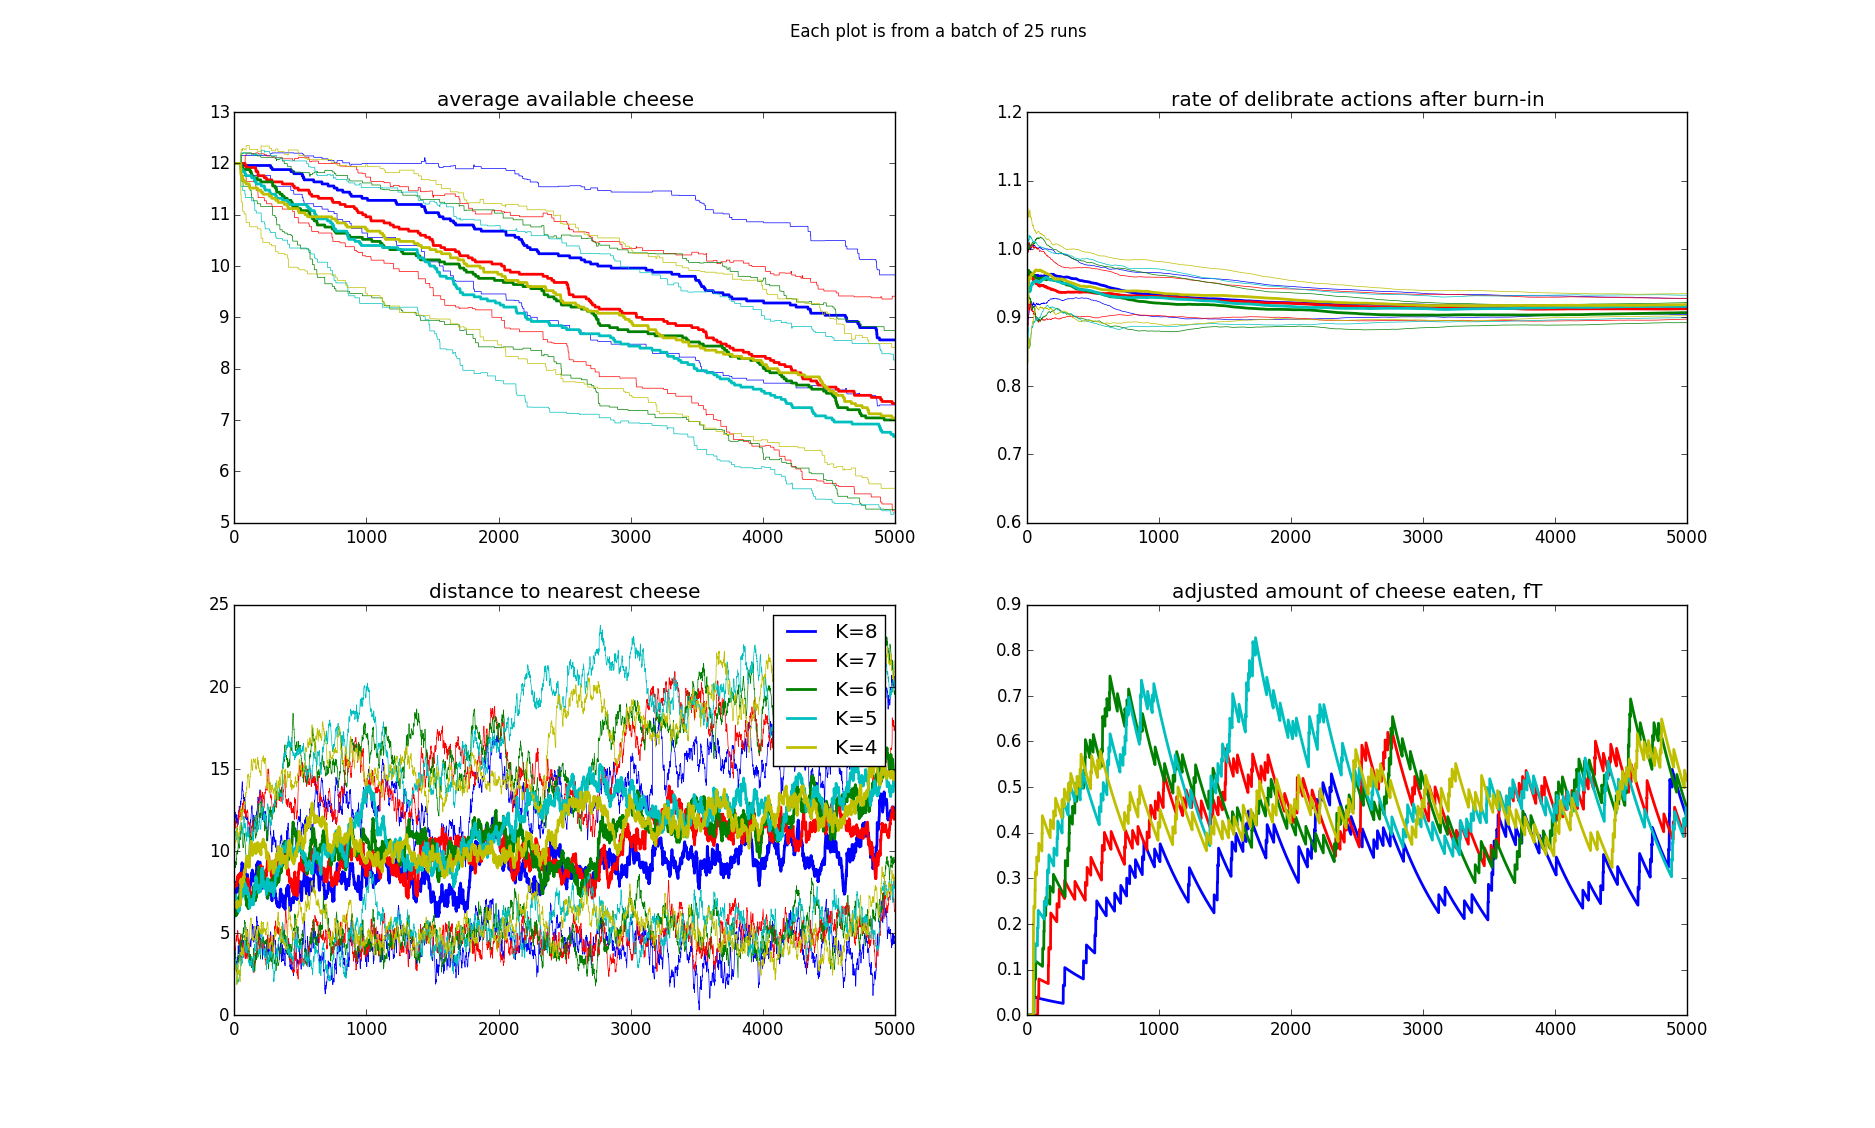 Each plot is from a batch of 25 runs
average available cheese
13
12
11
10
9
8
7
6
5
0 1000 2000 3000 4000 5000
rate of delibrate actions after burn-in
1.2
1.1
1.0
0.9
0.8
0.7
0.6
0 1000 2000 3000 4000 5000
distance to nearest cheese
25
20
15
10
5
0
K=8
K=7
K=6
K=5
K=4
0 1000 2000 3000 4000 5000
adjusted amount of cheese eaten, fT
0.9
0.8
0.7
0.6
0.5
0.4
0.3
0.2
0.1
0.0
0 1000 2000 3000 4000 5000